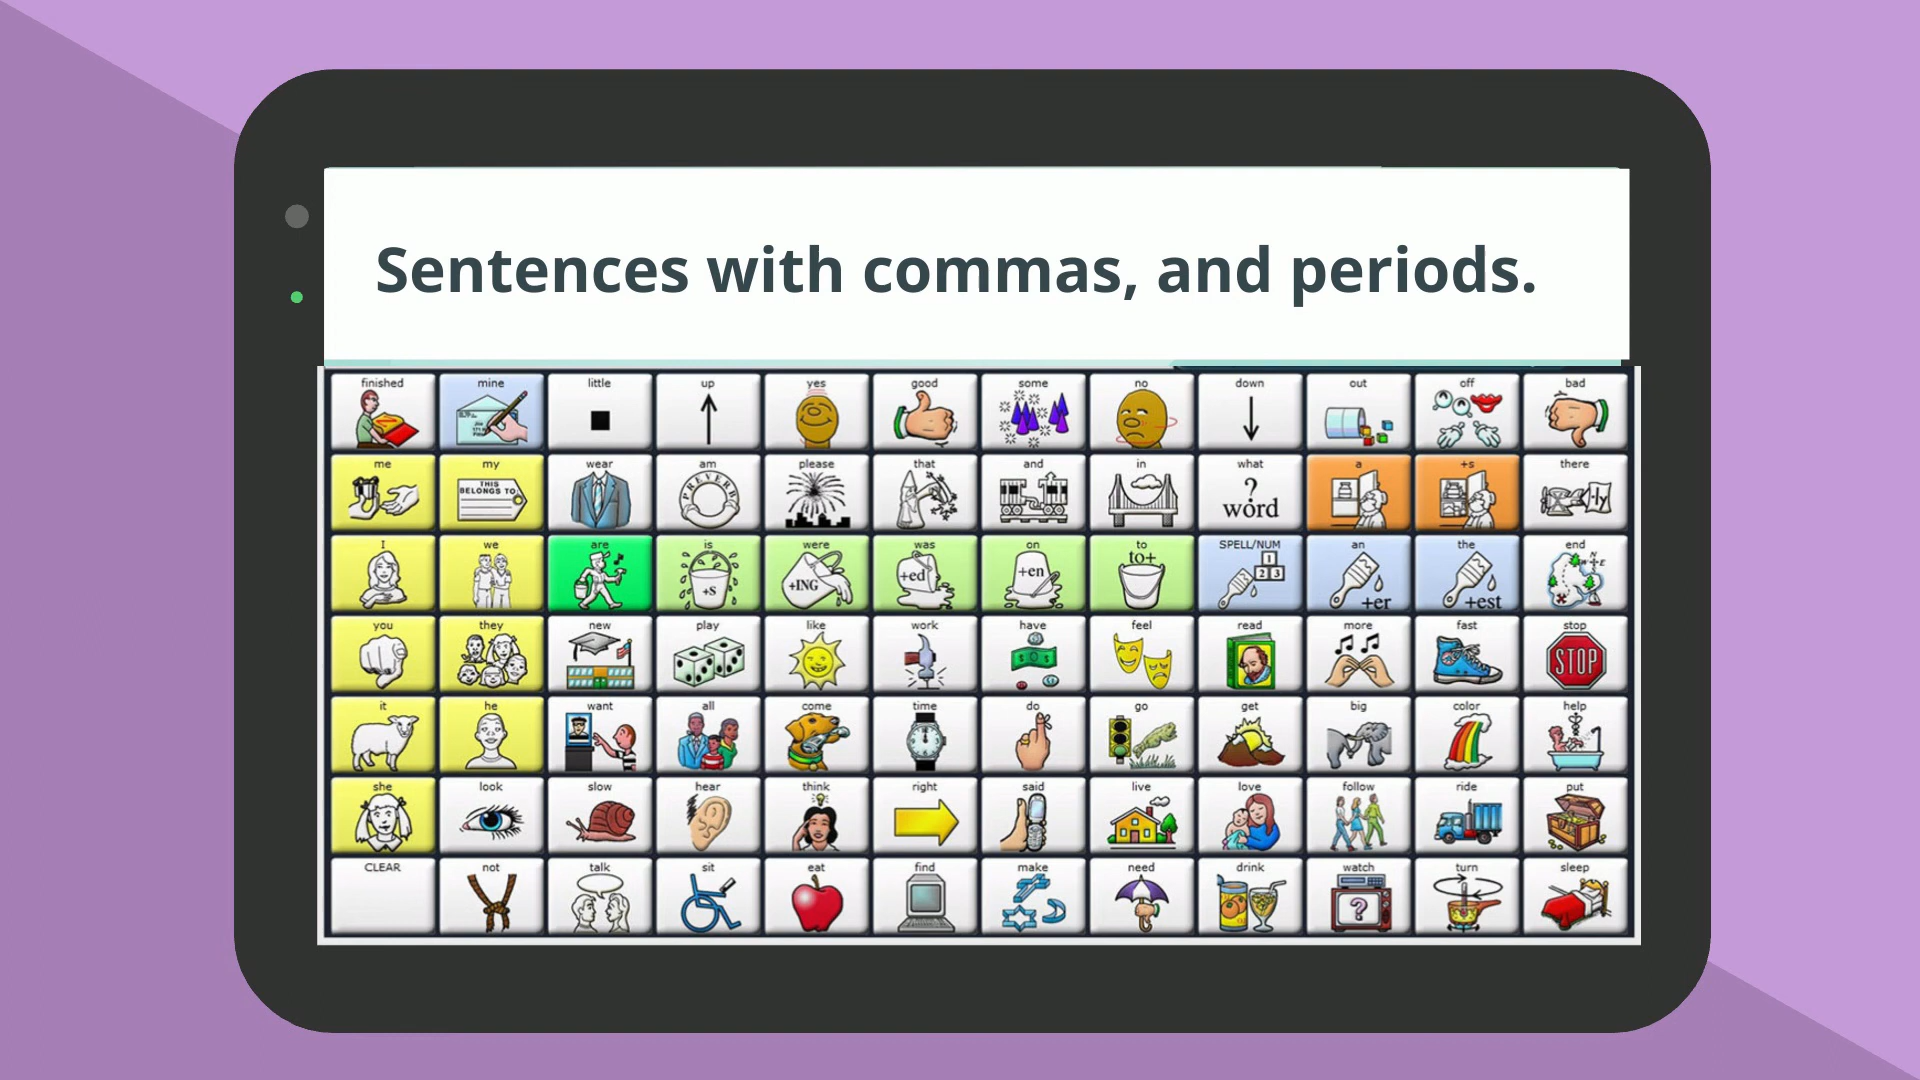 Sentences with commas, and periods.
finished mine little up yes good some no down out off bad
me my wear am please that and in what a +s there
THIS BELONGS TO PREVERB ? word +ly
I we are is were was on to SPELL/NUM an the end
+S +ING +ed +en to+ 1 2 3 +er +est N W E
you they new play like work have feel read more fast stop
STOP
it he want all come time do go get big color help
she look slow hear think right said live love follow ride put
CLEAR not talk sit eat find make need drink watch turn sleep
?